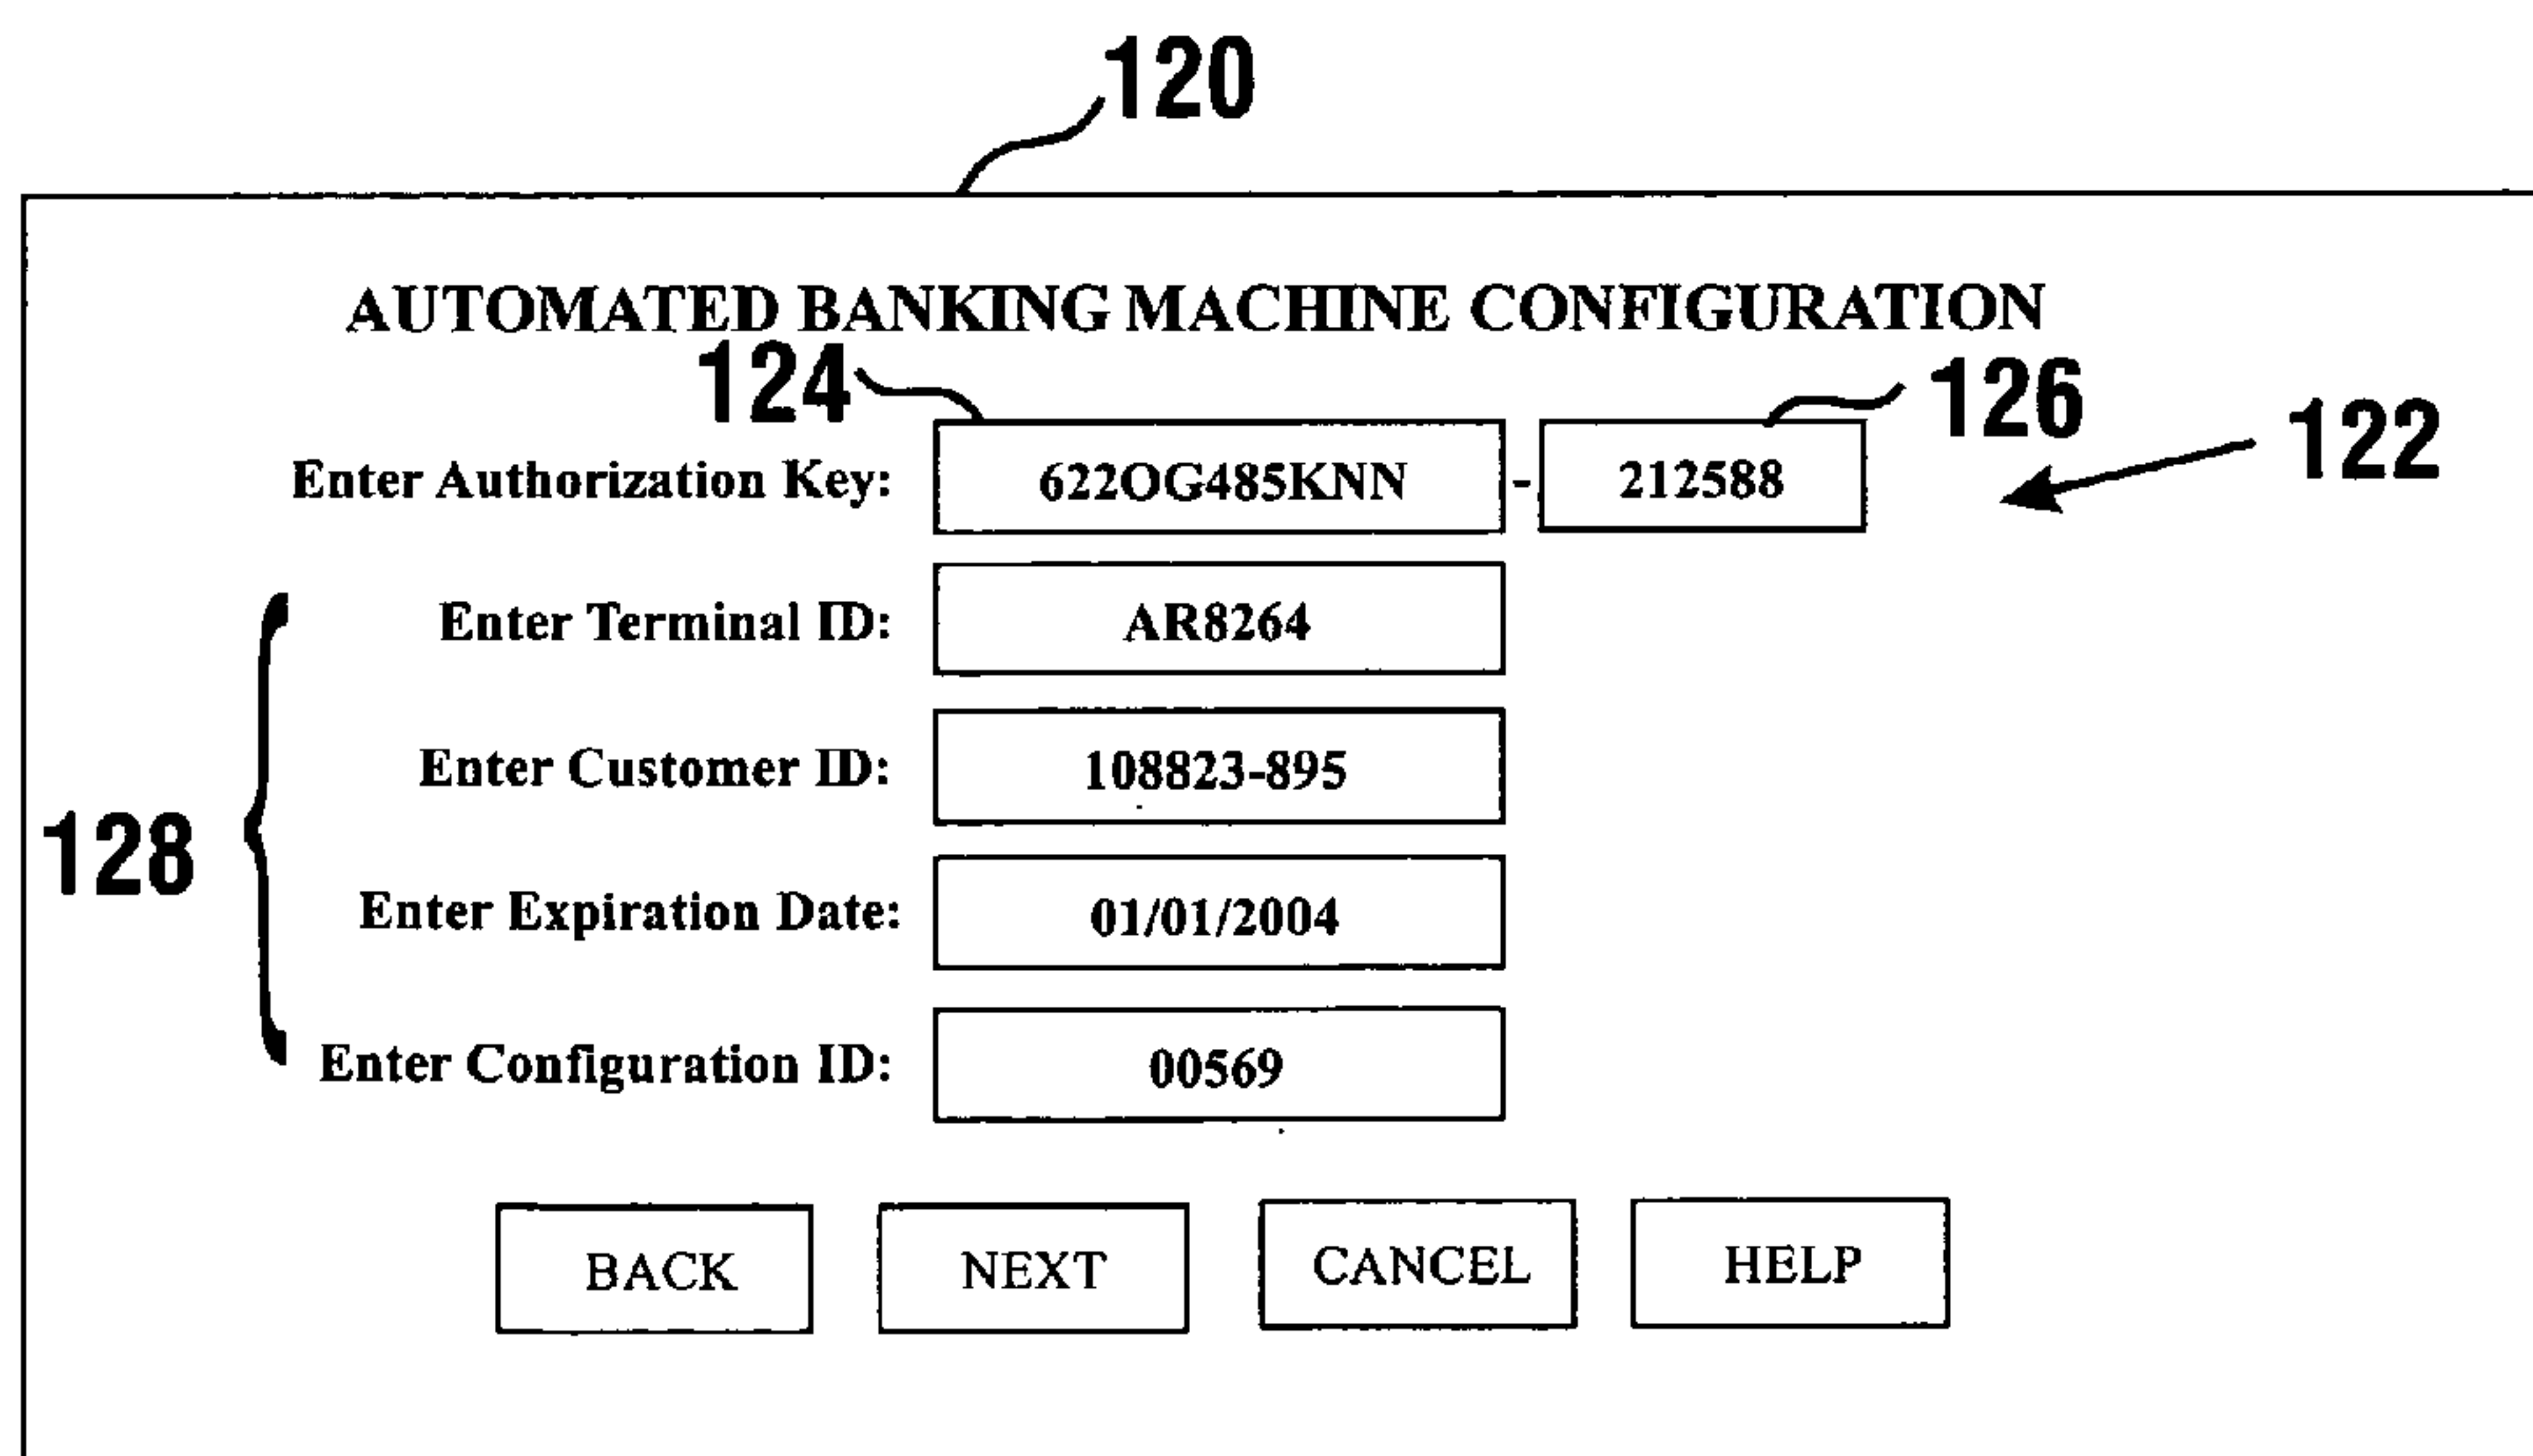 120
AUTOMATED BANKING MACHINE CONFIGURATION
124
126
122
Enter Authorization Key: 622OG485KNN - 212588
Enter Terminal ID: AR8264
Enter Customer ID: 108823-895
128
Enter Expiration Date: 01/01/2004
Enter Configuration ID: 00569
BACK NEXT CANCEL HELP